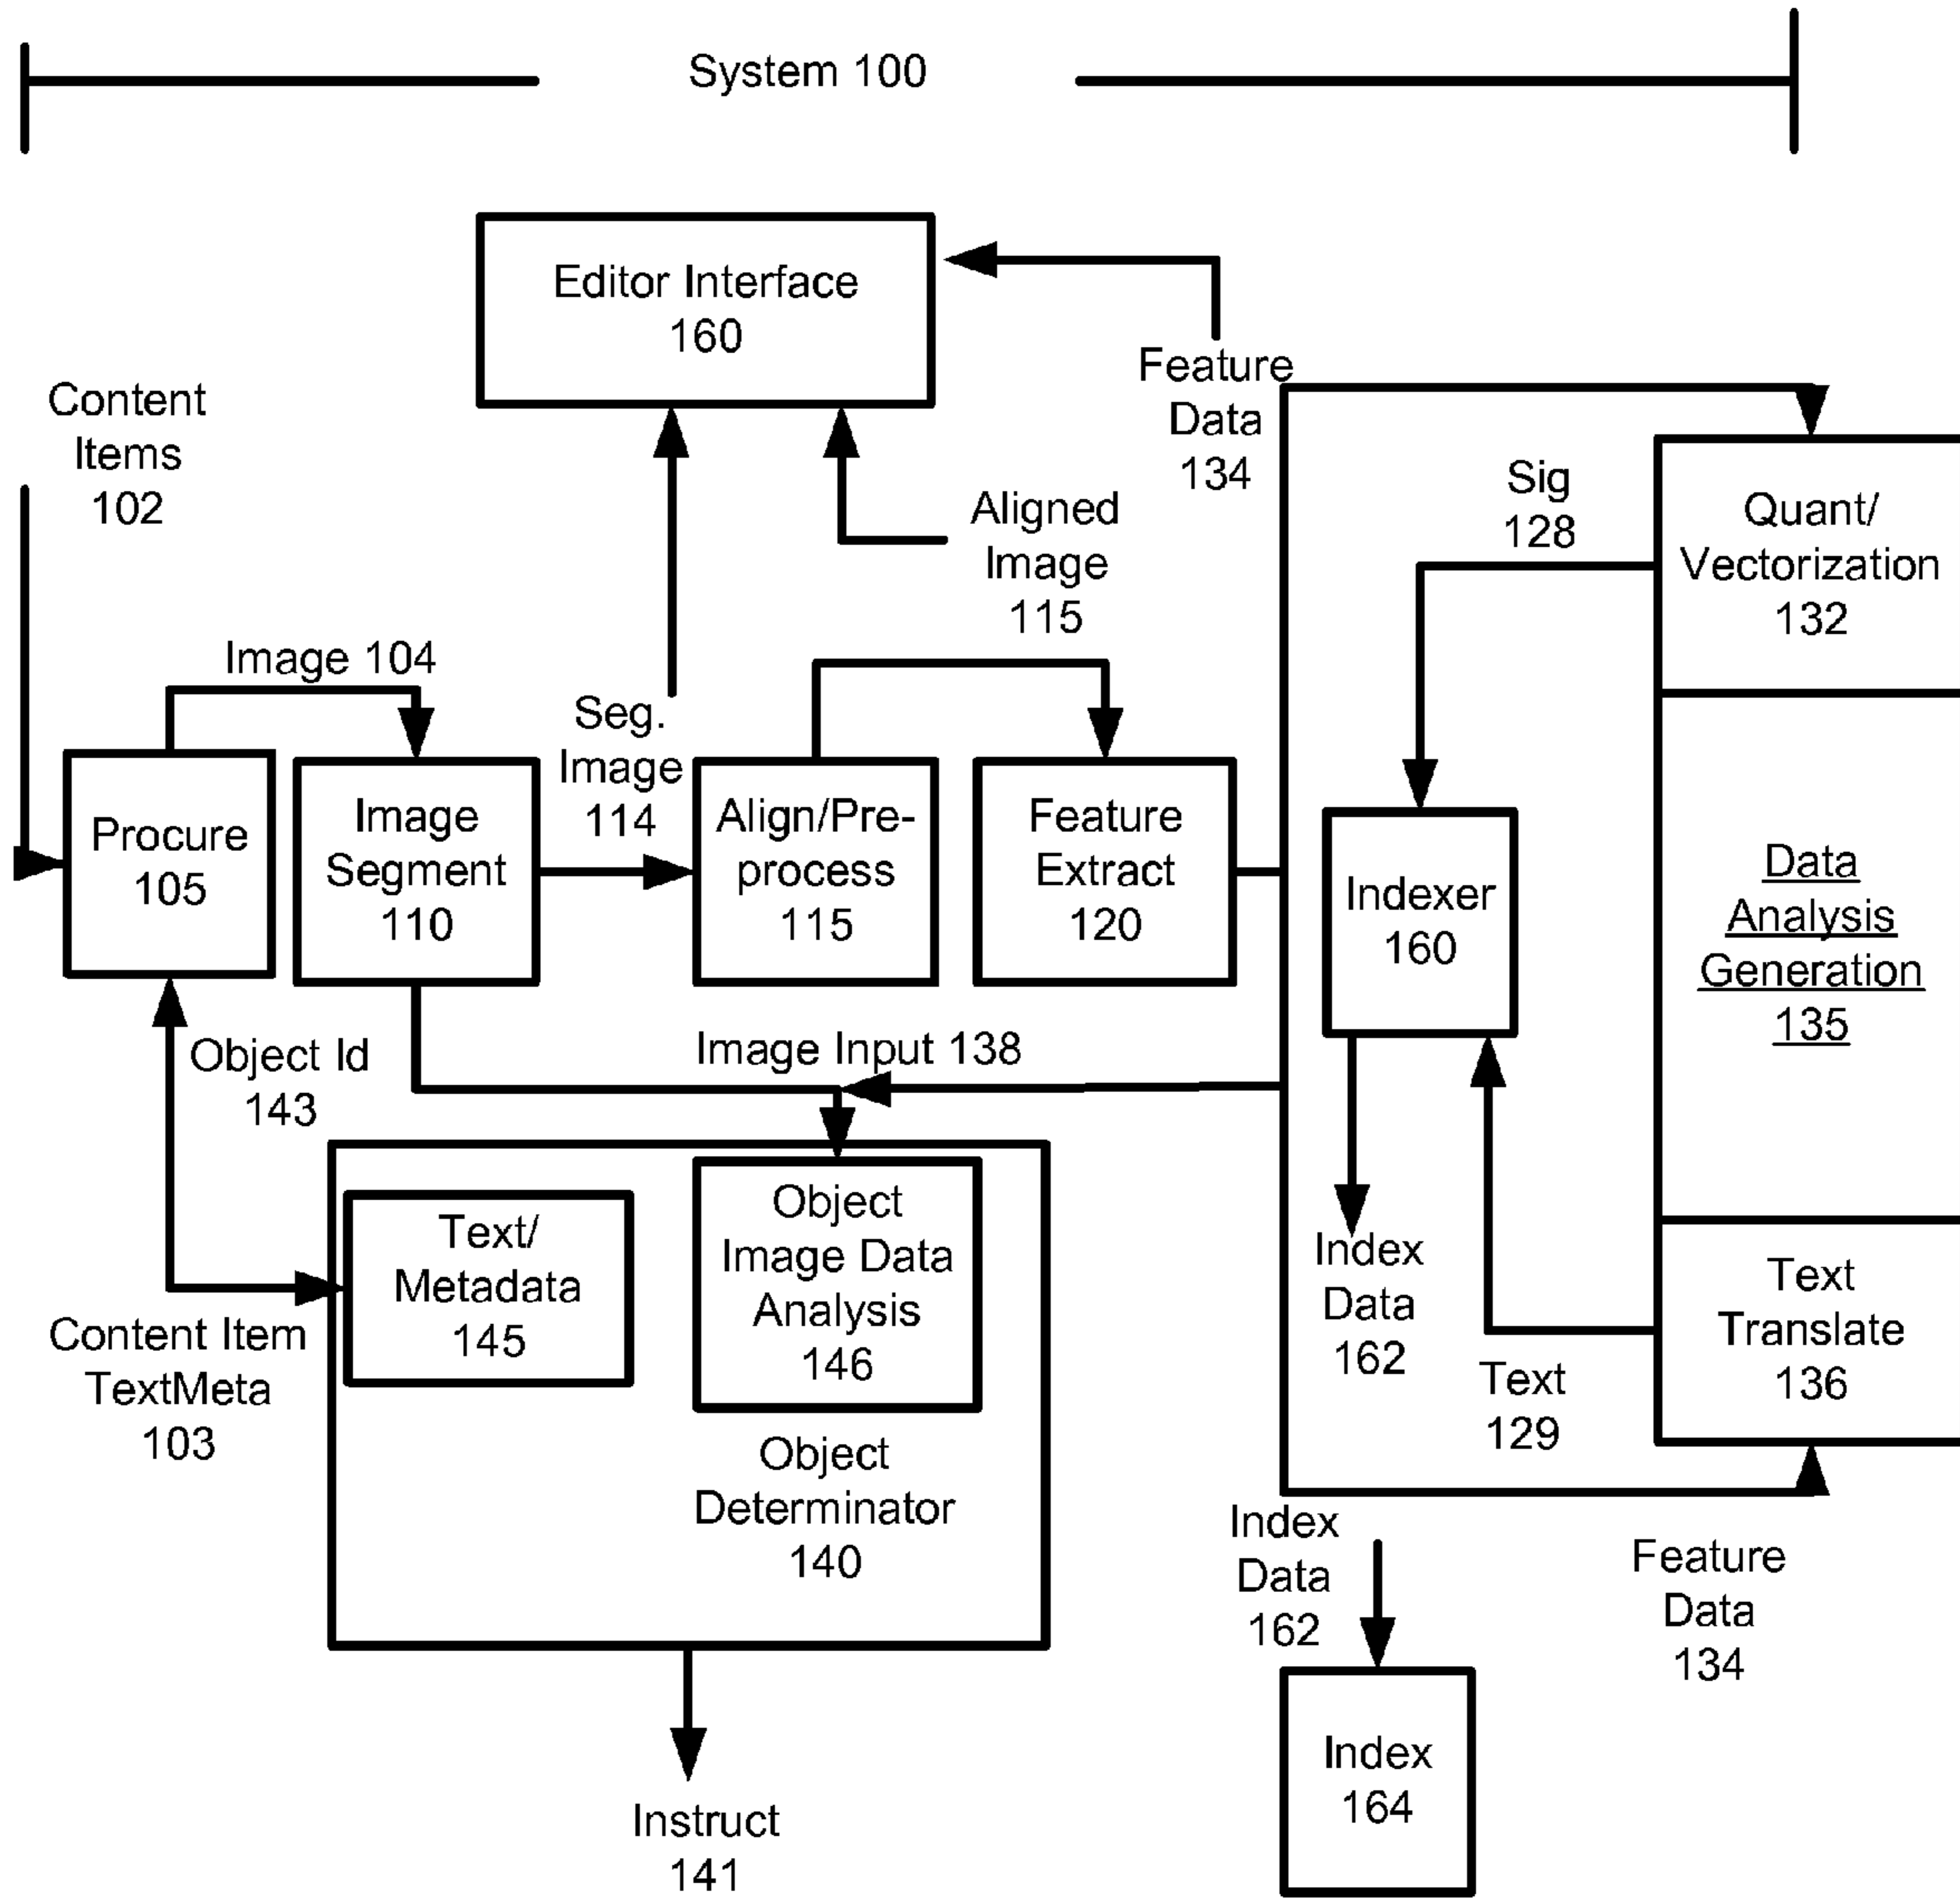 System 100
Editor Interface
160
Feature
Data
134
Content
Items
102
Sig
128
Quant/
Vectorization
132
Aligned
Image
115
Image 104
Seg.
Image
114
Procure
105
Image
Segment
110
Align/Pre-
process
115
Feature
Extract
120
Indexer
160
Data
Analysis
Generation
135
Object Id
143
Image Input 138
Text/
Metadata
145
Object
Image Data
Analysis
146
Index
Data
162
Text
Translate
136
Content Item
TextMeta
103
Text
129
Object
Determinator
140
Index
Data
162
Feature
Data
134
Index
164
Instruct
141